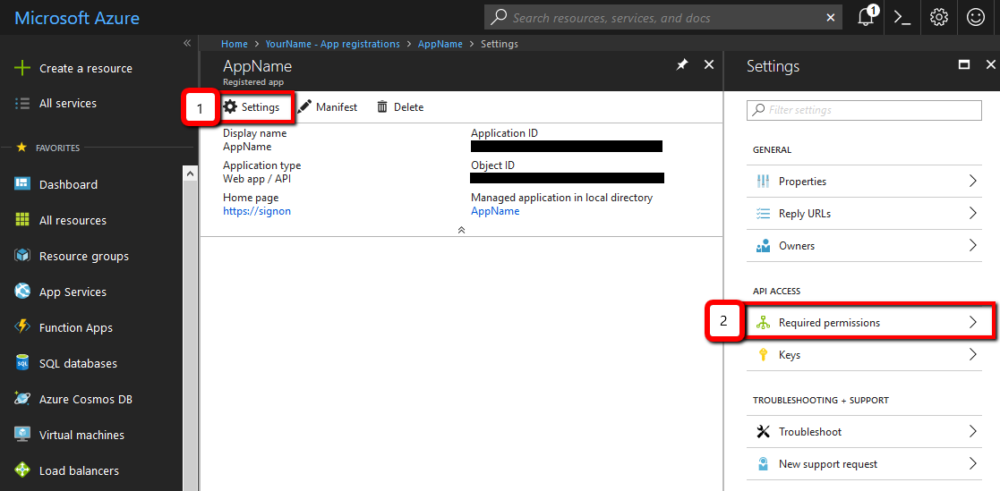 Microsoft Azure
Search resources, services, and docs
1
Home > YourName - App registrations > AppName > Settings
Create a resource
All services
FAVORITES
Dashboard
All resources
Resource groups
App Services
Function Apps
SQL databases
Azure Cosmos DB
Virtual machines
Load balancers
AppName
Registered app
1
Settings
Manifest
Delete
Display name
AppName
Application ID
Application type
Web app / API
Object ID
Home page
https://signon
Managed application in local directory
AppName
Settings
Filter settings
GENERAL
Properties
Reply URLs
Owners
API ACCESS
2
Required permissions
Keys
TROUBLESHOOTING + SUPPORT
Troubleshoot
New support request